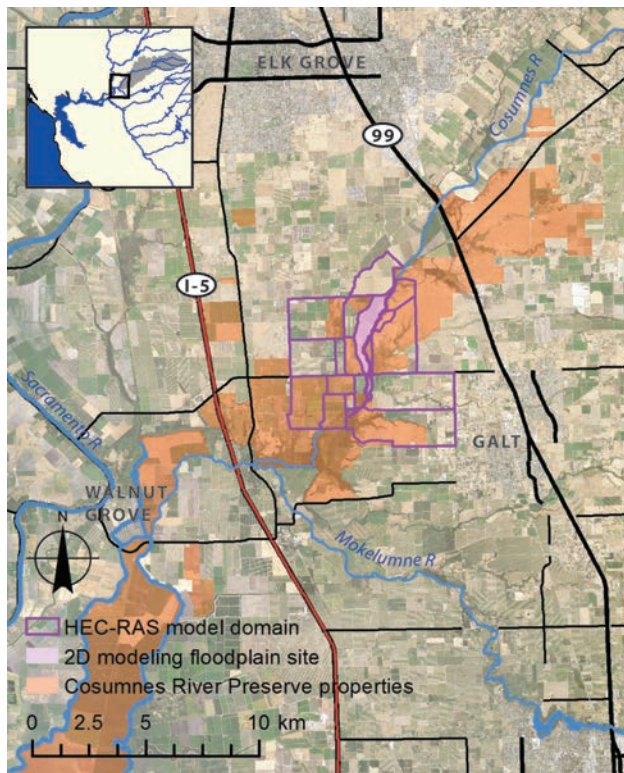 ELK GROVE
Cosumnes R
99
I-5
Sacramento R
GALT
WALNUT
GROVE
N
Mokelumne R
HEC-RAS model domain
2D modeling floodplain site
Cosumnes River Preserve properties
0 2.5 5 10 km